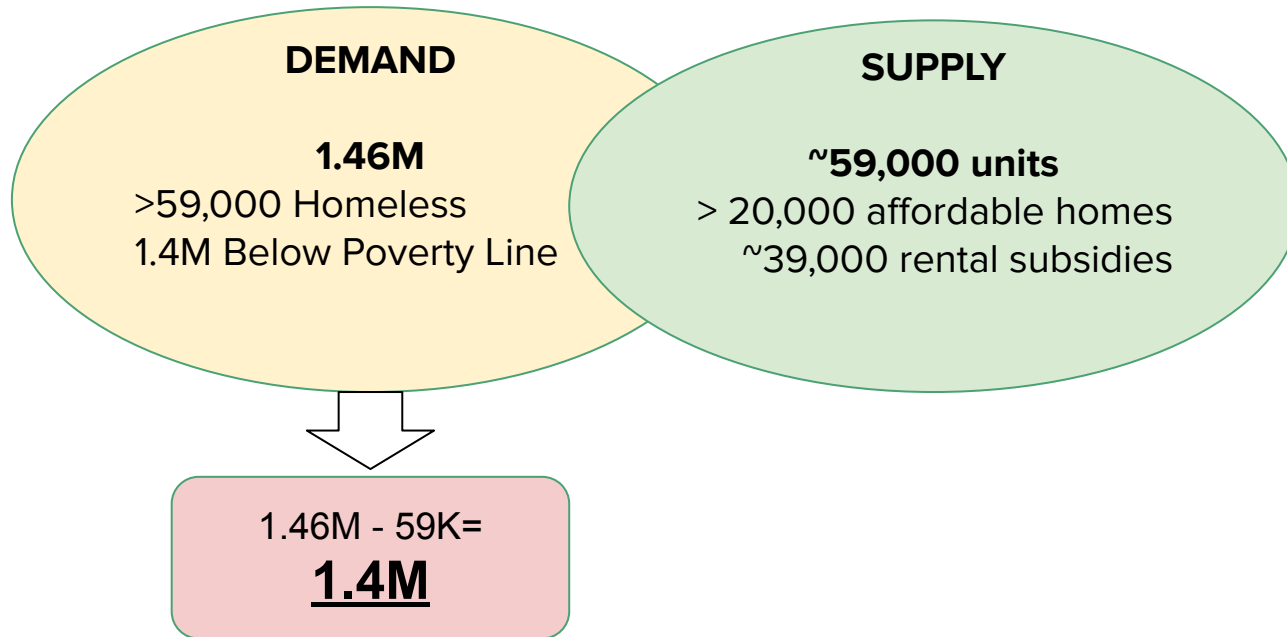 DEMAND
1.46M
>59,000 Homeless
1.4M Below Poverty Line
SUPPLY
~59,000 units
> 20,000 affordable homes
~39,000 rental subsidies
1.46M - 59K=
1.4M